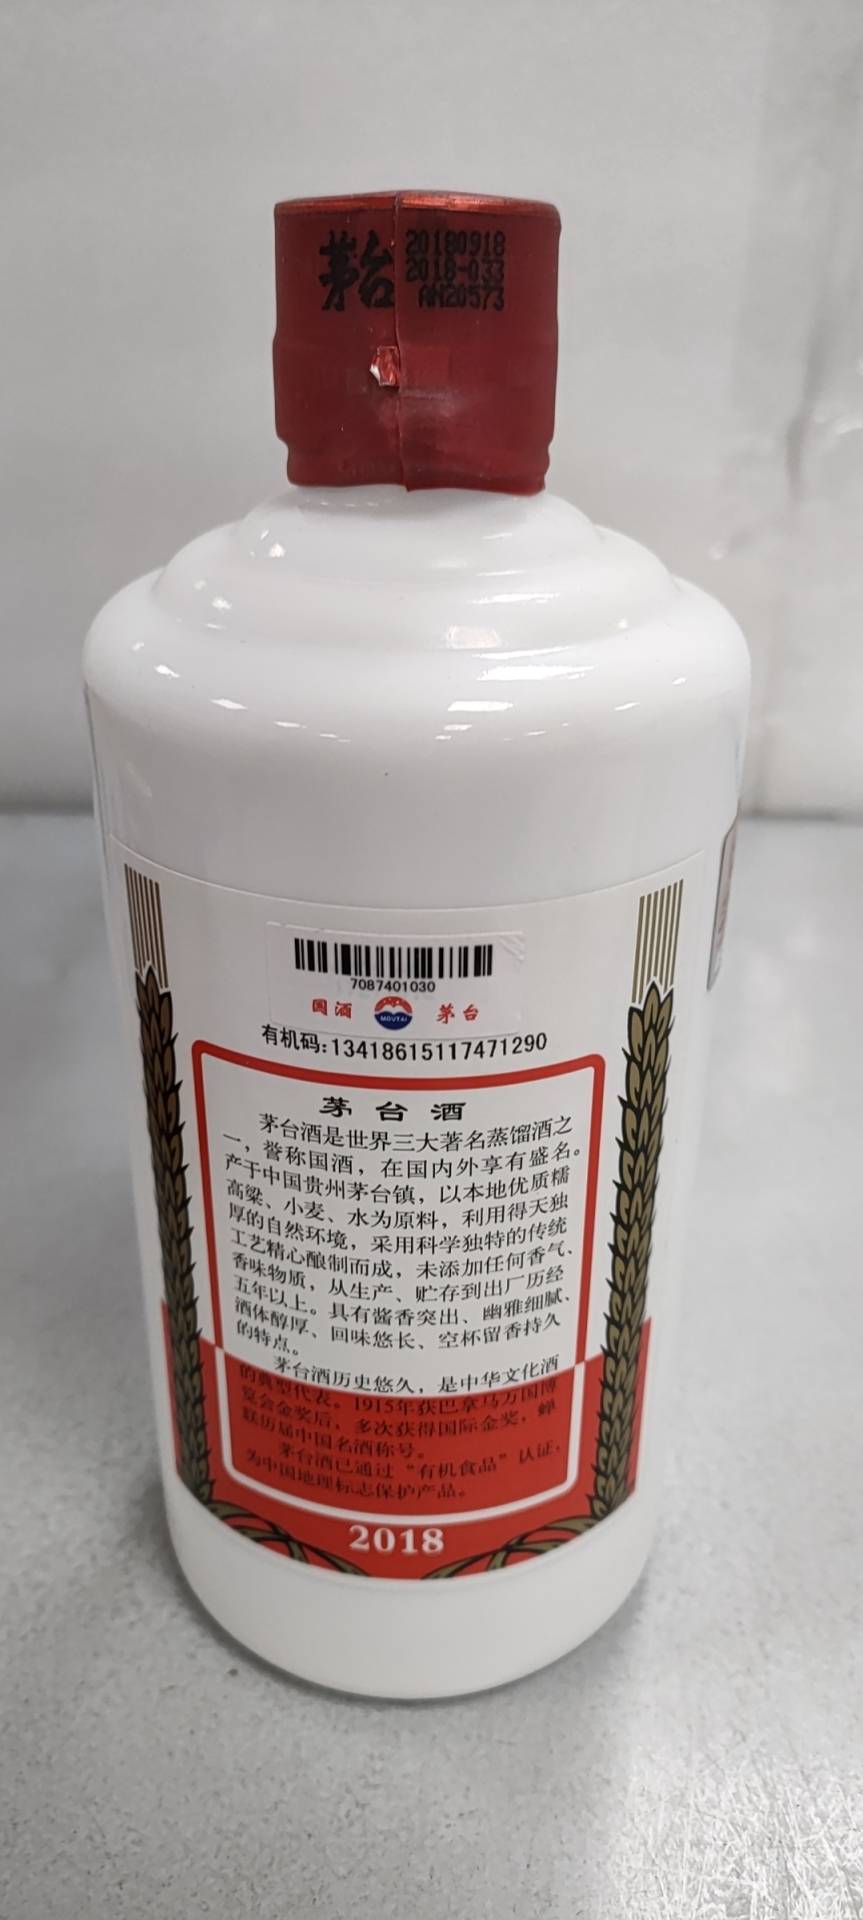 茅台
20180918
2018-033
AM20573
7087401030
国酒 MOUTAI 茅台
有机码:13418615117471290
茅台酒
茅台酒是世界三大著名蒸馏酒之
一，誉称国酒，在国内外享有盛名。
产于中国贵州茅台镇，以本地优质糯
高粱、小麦、水为原料，利用得天独
厚的自然环境，采用科学独特的传统
工艺精心酿制而成，未添加任何香气、
香味物质，从生产、贮存到出厂历经
五年以上。具有酱香突出、幽雅细腻、
酒体醇厚、回味悠长、空杯留香持久
的特点。
茅台酒历史悠久，是中华文化酒
的典型代表。1915年获巴拿马万国博
览会金奖后，多次获得国际金奖，蝉
联历届中国名酒称号。
茅台酒已通过“有机食品”认证，
为中国地理标志保护产品。
2018